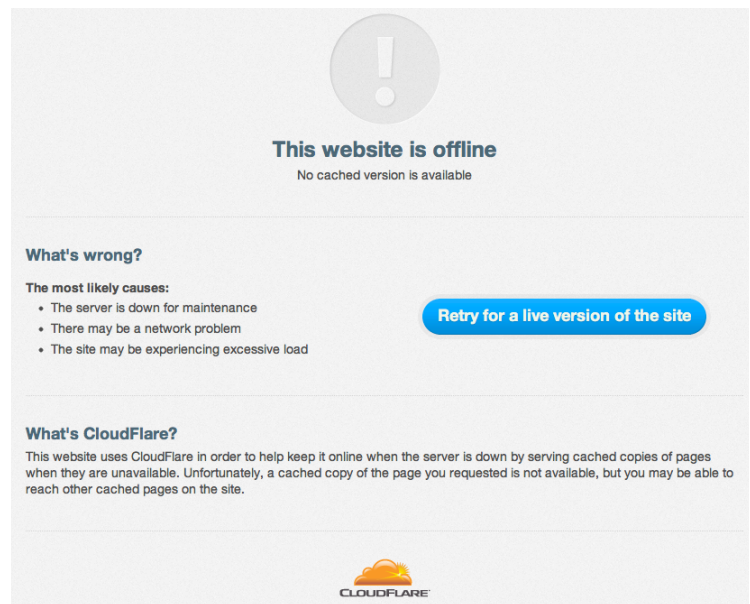 This website is offline
No cached version is available
What's wrong?
The most likely causes:
• The server is down for maintenance
• There may be a network problem
• The site may be experiencing excessive load
Retry for a live version of the site
What's CloudFlare?
This website uses CloudFlare in order to help keep it online when the server is down by serving cached copies of pages
when they are unavailable. Unfortunately, a cached copy of the page you requested is not available, but you may be able to
reach other cached pages on the site.
CLOUDFLARE